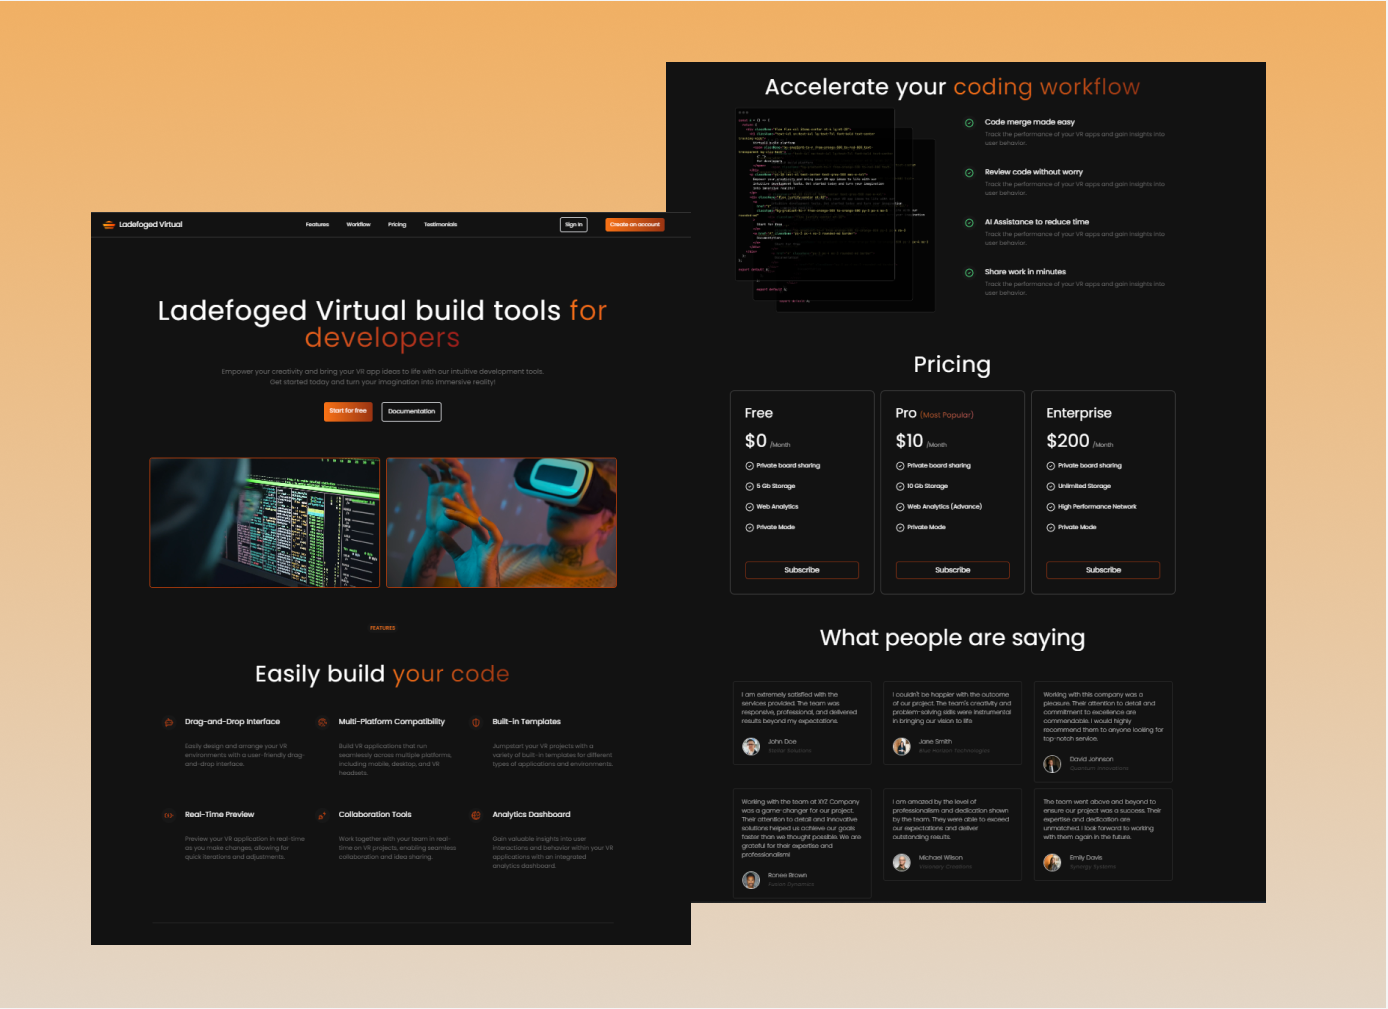 Ladefoged Virtual
Features
Workflow
Pricing
Testimonials
Sign in
Create an account
Ladefoged Virtual build tools for
developers
Empower your creativity and bring your VR app ideas to life with our intuitive development tools.
Get started today and turn your imagination into immersive reality!
Start for free
Documentation
FEATURES
Easily build your code
Drag-and-Drop Interface
Easily design and arrange your VR
environments with a user-friendly drag-
and-drop interface.
Multi-Platform Compatibility
Build VR applications that run
seamlessly across multiple platforms,
including mobile, desktop, and VR
headsets.
Built-in Templates
Jumpstart your VR projects with a
variety of built-in templates for different
types of applications and environments.
Real-Time Preview
Preview your VR application in real-time
as you make changes, allowing for
quick iterations and adjustments.
Collaboration Tools
Work together with your team in real-
time on VR projects, enabling seamless
collaboration and idea sharing.
Analytics Dashboard
Gain valuable insights into user
interactions and behavior within your VR
applications with an integrated
analytics dashboard.
Accelerate your coding workflow
Code merge made easy
Track the performance of your VR apps and gain insights into
user behavior.
Review code without worry
Track the performance of your VR apps and gain insights into
user behavior.
AI Assistance to reduce time
Track the performance of your VR apps and gain insights into
user behavior.
Share work in minutes
Track the performance of your VR apps and gain insights into
user behavior.
Pricing
Free
$0 /Month
Private board sharing
5 Gb Storage
Web Analytics
Private Mode
Subscribe
Pro (Most Popular)
$10 /Month
Private board sharing
10 Gb Storage
Web Analytics (Advance)
Private Mode
Subscribe
Enterprise
$200 /Month
Private board sharing
Unlimited Storage
High Performance Network
Private Mode
Subscribe
What people are saying
I am extremely satisfied with the
services provided. The team was
responsive, professional, and delivered
results beyond my expectations.
John Doe
Stellar Solutions
I couldn't be happier with the outcome
of our project. The team's creativity and
problem-solving skills were instrumental
in bringing our vision to life
Jane Smith
Blue Horizon Technologies
Working with this company was a
pleasure. Their attention to detail and
commitment to excellence are
commendable. I would highly
recommend them to anyone looking for
top-notch service.
David Johnson
Quantum Innovations
Working with the team at XYZ Company
was a game-changer for our project.
Their attention to detail and innovative
solutions helped us achieve our goals
faster than we thought possible. We are
grateful for their expertise and
professionalism!
Ronee Brown
Fusion Dynamics
I am amazed by the level of
professionalism and dedication shown
by the team. They were able to exceed
our expectations and deliver
outstanding results.
Michael Wilson
Visionary Creations
The team went above and beyond to
ensure our project was a success. Their
expertise and dedication are
unmatched. I look forward to working
with them again in the future.
Emily Davis
Synergy Systems